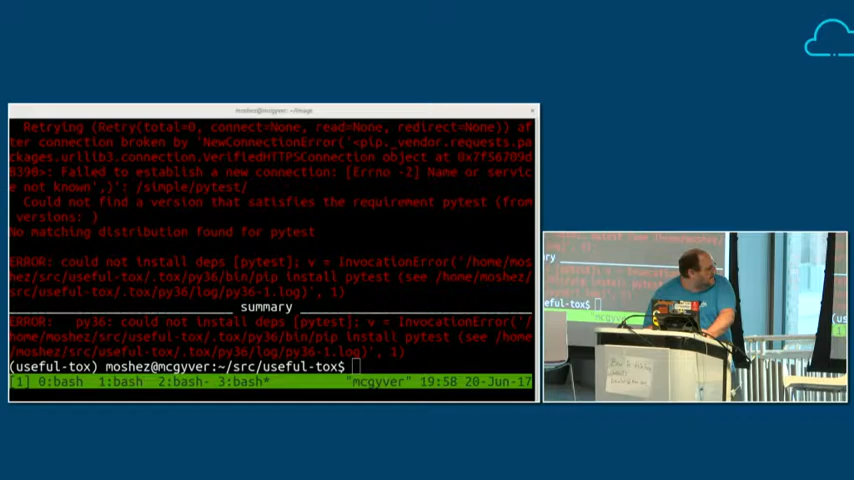 moshez@mcgyver: ~/image
Retrying (Retry(total=0, connect=None, read=None, redirect=None)) af
ter connection broken by 'NewConnectionError('<pip._vendor.requests.pa
ckages.urllib3.connection.VerifiedHTTPSConnection object at 0x7f56709d
8390>: Failed to establish a new connection: [Errno -2] Name or servic
e not known',)': /simple/pytest/
Could not find a version that satisfies the requirement pytest (from
versions: )
No matching distribution found for pytest
ERROR: could not install deps [pytest]; v = InvocationError('/home/mos
hez/src/useful-tox/.tox/py36/bin/pip install pytest (see /home/moshez/
src/useful-tox/.tox/py36/log/py36-1.log)', 1)
summary
ERROR: py36: could not install deps [pytest]; v = InvocationError('/
home/moshez/src/useful-tox/.tox/py36/bin/pip install pytest (see /home
/moshez/src/useful-tox/.tox/py36/log/py36-1.log)', 1)
(useful-tox) moshez@mcgyver:~/src/useful-tox$
[1] 0:bash 1:bash 2:bash- 3:bash* "mcgyver" 19:58 20-Jun-17